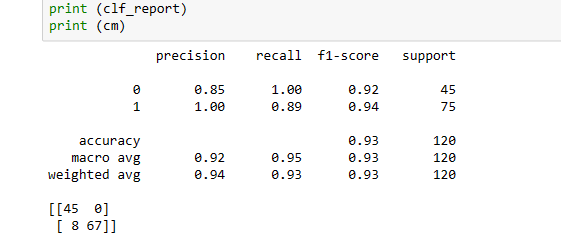 print (clf_report)
print (cm)
precision recall f1-score support
0 0.85 1.00 0.92 45
1 1.00 0.89 0.94 75
accuracy 0.93 120
macro avg 0.92 0.95 0.93 120
weighted avg 0.94 0.93 0.93 120
[[45 0]
[ 8 67]]